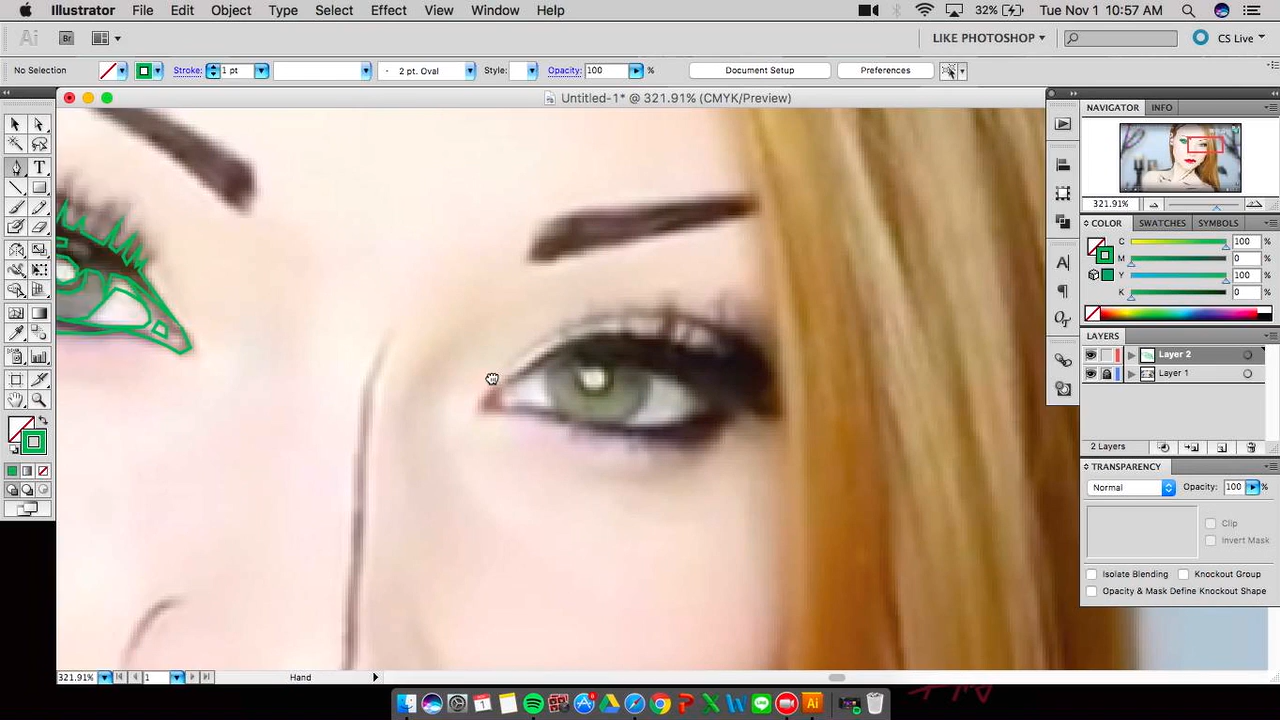 Illustrator File Edit Object Type Select Effect View Window Help 32% Tue Nov 1 10:57 AM
Ai Br LIKE PHOTOSHOP CS Live
No Selection Stroke: 1 pt 2 pt. Oval Style: Opacity: 100 % Document Setup Preferences
Untitled-1* @ 321.91% (CMYK/Preview)
NAVIGATOR INFO
321.91%
COLOR SWATCHES SYMBOLS
C 100 %
M 0 %
Y 100 %
K 0 %
LAYERS
Layer 2
Layer 1
2 Layers
TRANSPARENCY
Normal Opacity: 100 %
Clip
Invert Mask
Isolate Blending Knockout Group
Opacity & Mask Define Knockout Shape
321.91% 1 Hand